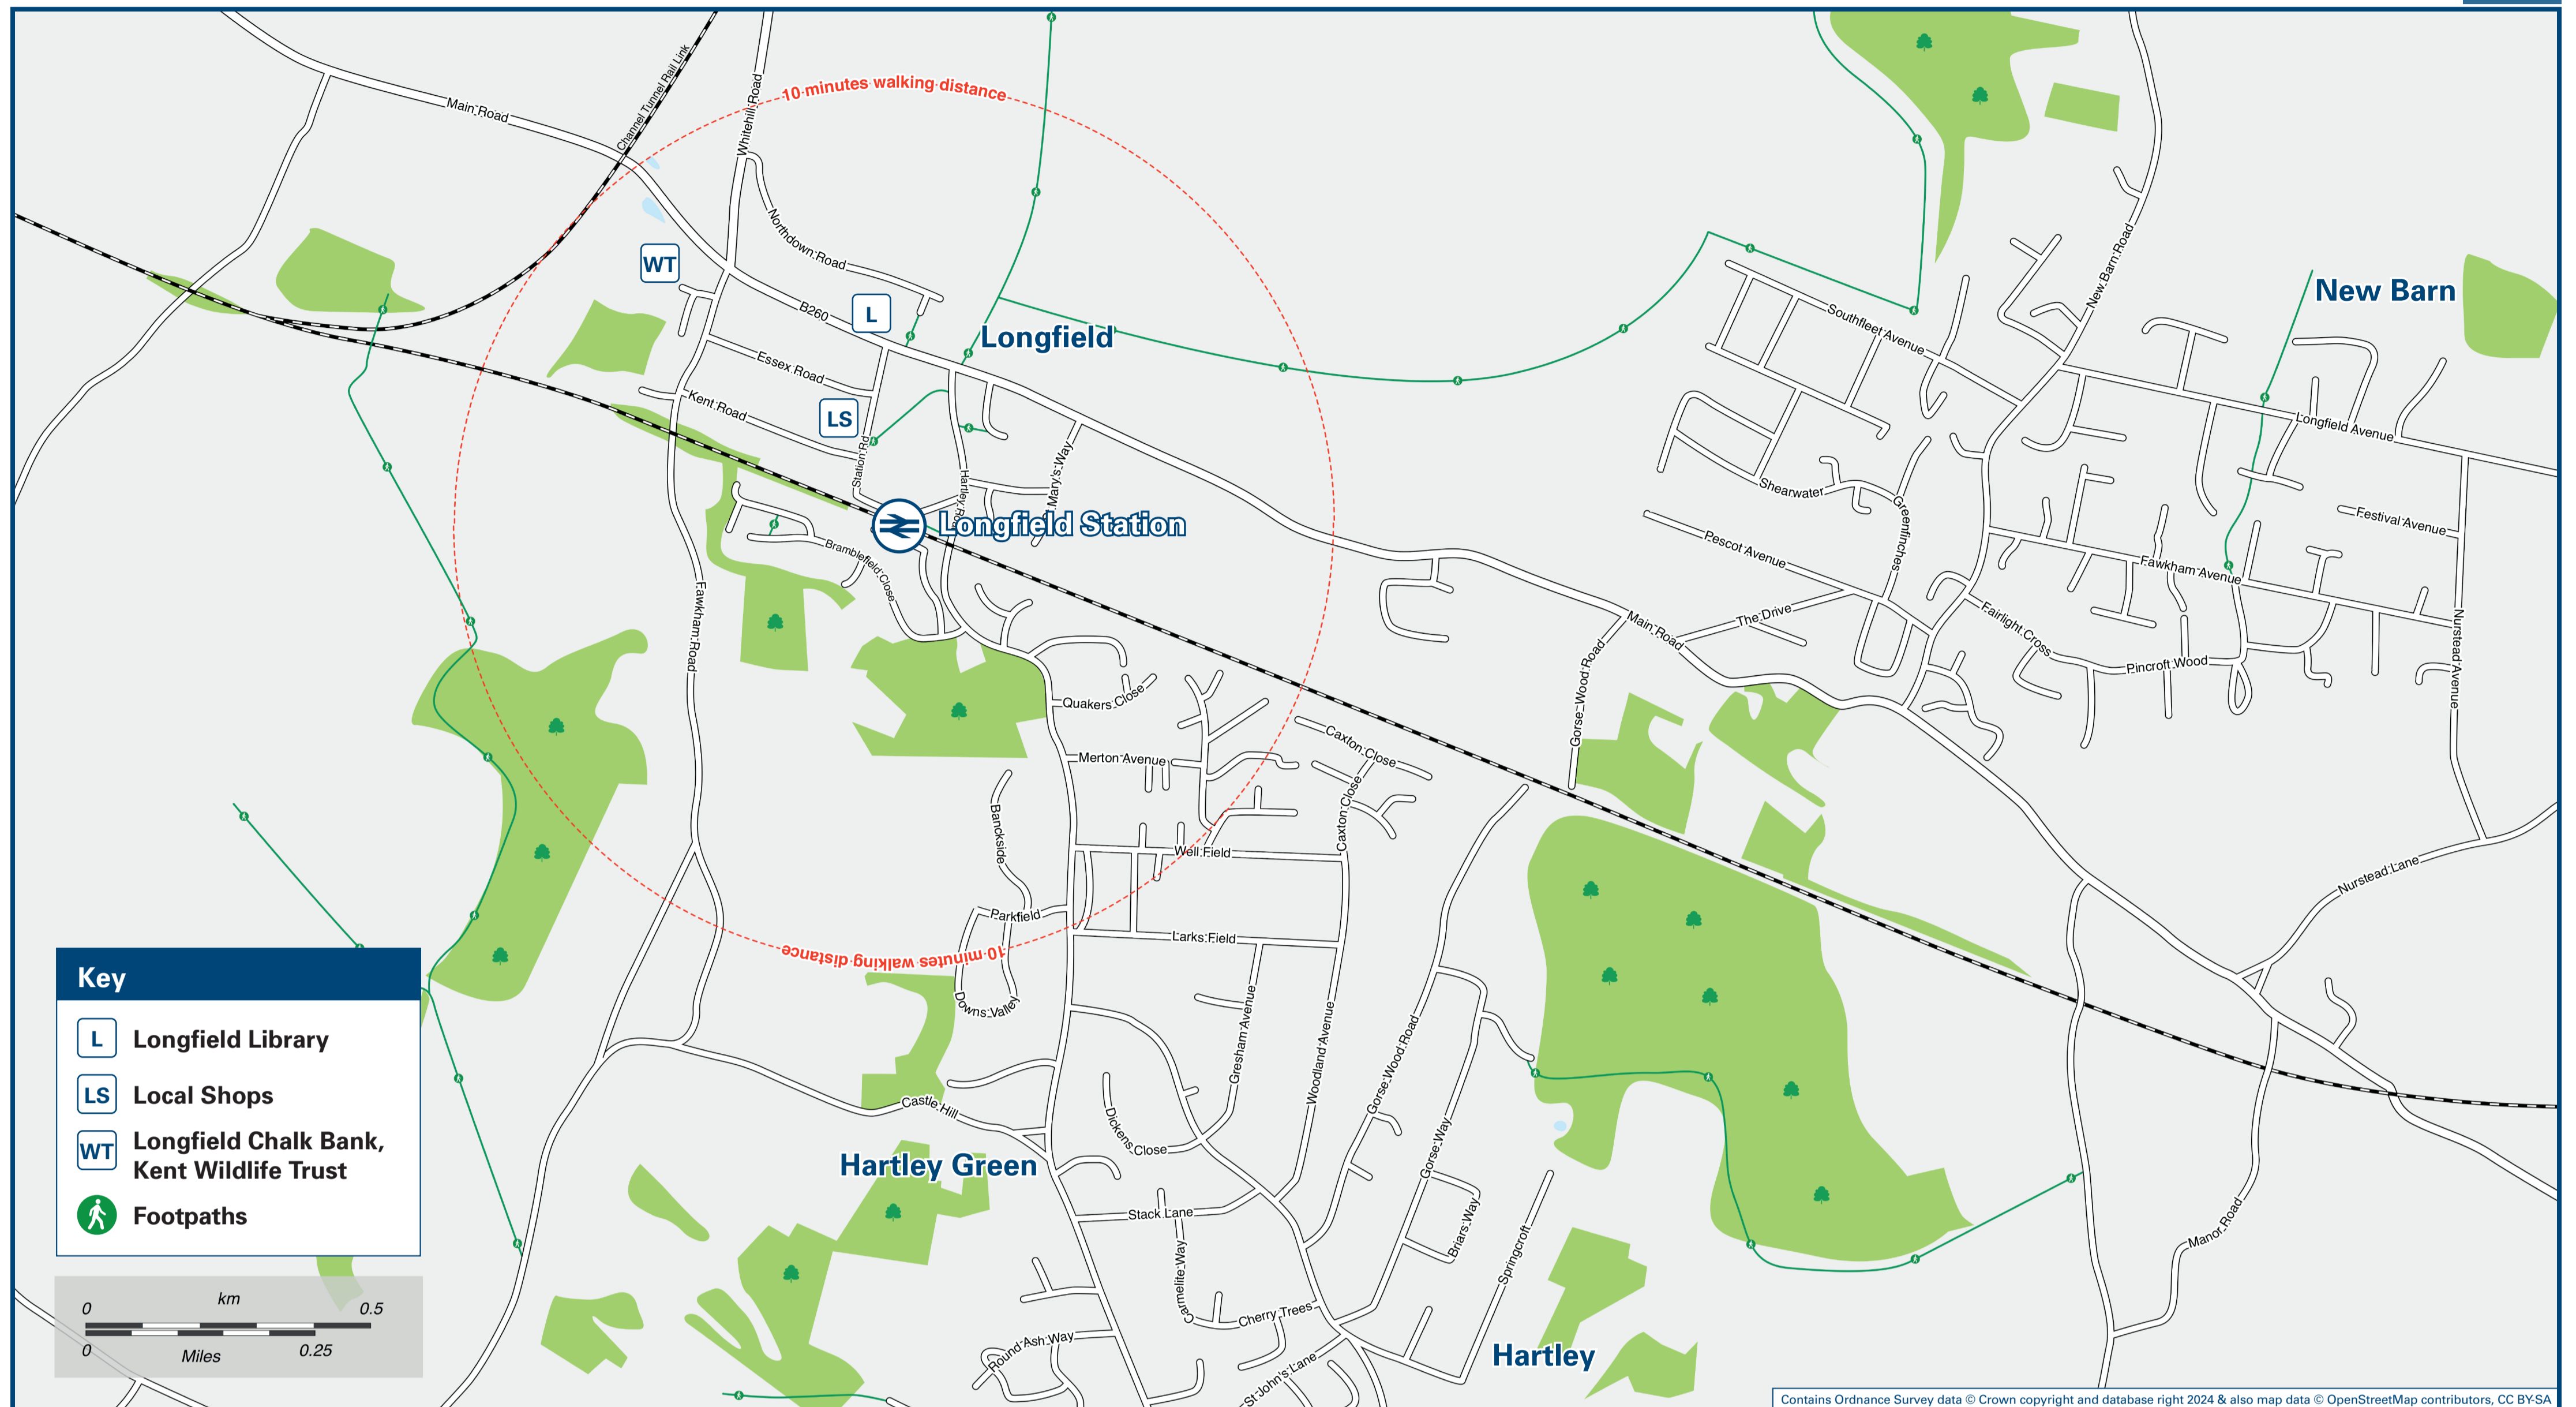 Main Road
Channel Tunnel Rail Link
Whitehill Road
10 minutes walking distance
Northdown Road
WT
B260
L
Longfield
Essex Road
Kent Road
LS
Station Rd
Hartley Road
St Mary's Way
Longfield Station
Bramblefield Close
Fawkham Road
New Barn Road
New Barn
Southfleet Avenue
Longfield Avenue
Shearwater
Greenfinches
Festival Avenue
Pescot Avenue
Fawkham Avenue
The Drive
Main Road
Fairlight Cross
Pincroft Wood
Nurstead Avenue
Gorse Wood Road
Quakers Close
Merton Avenue
Caxton Close
Caxton Close
Banckside
Well Field
Nurstead Lane
Parkfield
Larks Field
10 minutes walking distance
Downs Valley
Gresham Avenue
Woodland Avenue
Gorse Wood Road
Castle Hill
Dickens Close
Gorse Way
Hartley Green
Stack Lane
Briars Way
Springcroft
Manor Road
Carmelite Way
Cherry Trees
Round Ash Way
St John's Lane
Hartley
Key
L Longfield Library
LS Local Shops
WT Longfield Chalk Bank,
Kent Wildlife Trust
Footpaths
km
0 0.5
0 Miles 0.25
Contains Ordnance Survey data © Crown copyright and database right 2024 & also map data © OpenStreetMap contributors, CC BY-SA